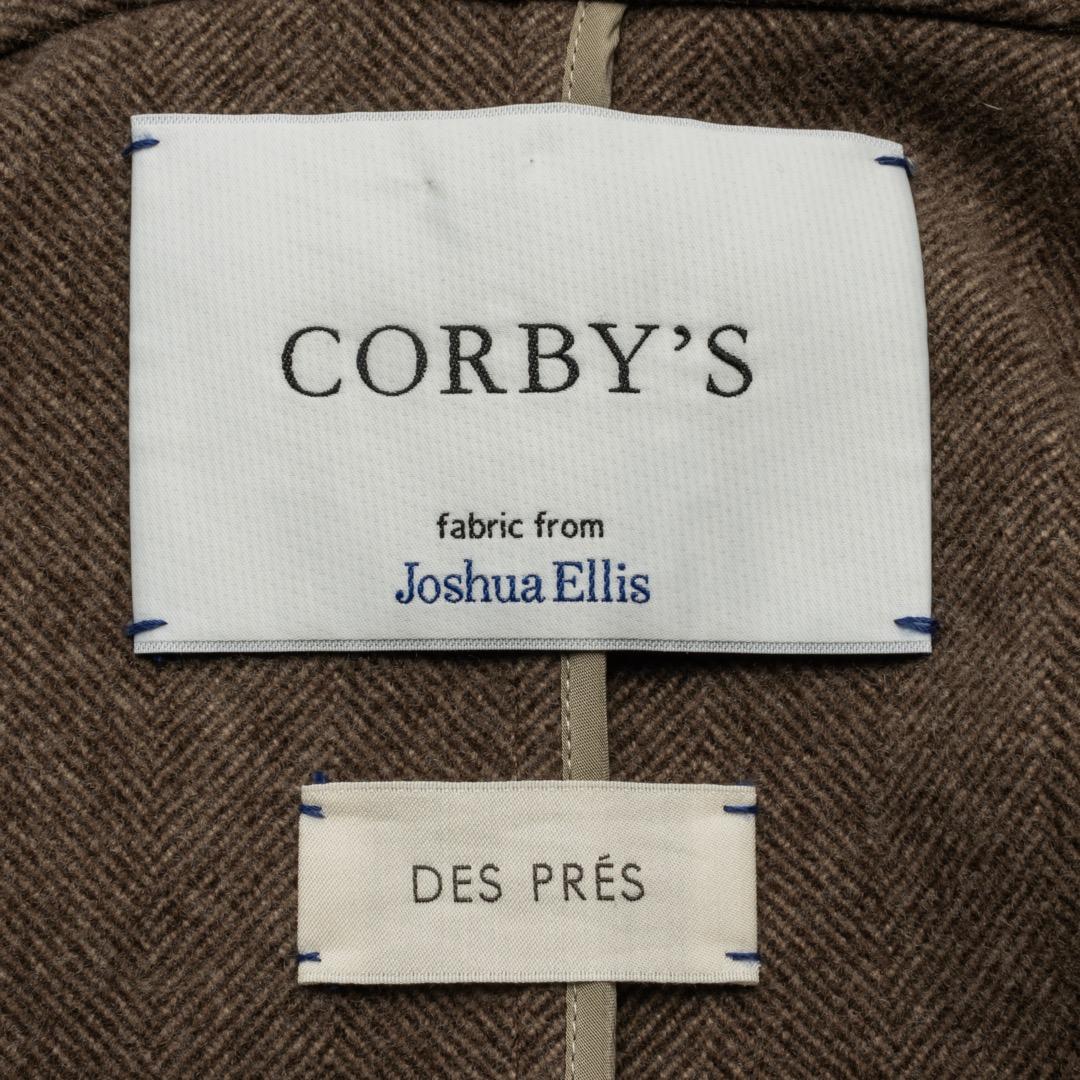 CORBY’S
fabric from
Joshua Ellis
DES PRÉS